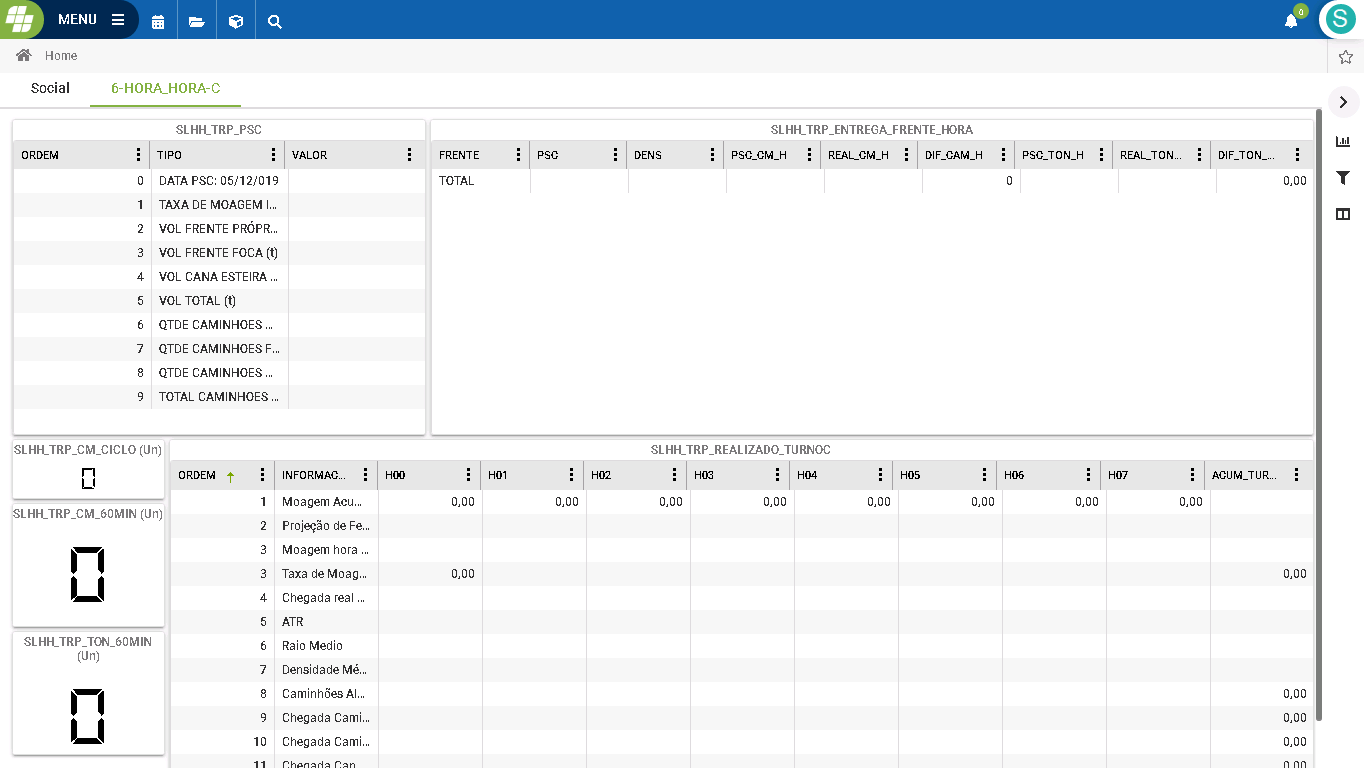 MENU
0
S
Home
Social 6-HORA_HORA-C
SLHH_TRP_PSC
ORDEM TIPO VALOR
0 DATA PSC: 05/12/019
1 TAXA DE MOAGEM I...
2 VOL FRENTE PRÓPR...
3 VOL FRENTE FOCA (t)
4 VOL CANA ESTEIRA ...
5 VOL TOTAL (t)
6 QTDE CAMINHOES ...
7 QTDE CAMINHOES F...
8 QTDE CAMINHOES ...
9 TOTAL CAMINHOES ...
SLHH_TRP_ENTREGA_FRENTE_HORA
FRENTE PSC DENS PSC_CM_H REAL_CM_H DIF_CAM_H PSC_TON_H REAL_TON... DIF_TON_...
TOTAL 0 0,00
SLHH_TRP_CM_CICLO (Un)
0
SLHH_TRP_CM_60MIN (Un)
0
SLHH_TRP_TON_60MIN
(Un)
0
SLHH_TRP_REALIZADO_TURNOC
ORDEM INFORMAC... H00 H01 H02 H03 H04 H05 H06 H07 ACUM_TUR...
1 Moagem Acu... 0,00 0,00 0,00 0,00 0,00 0,00 0,00 0,00
2 Projeção de Fe...
3 Moagem hora ...
3 Taxa de Moag... 0,00 0,00
4 Chegada real ...
5 ATR
6 Raio Medio
7 Densidade Mé...
8 Caminhões Al... 0,00
9 Chegada Cami... 0,00
10 Chegada Cami... 0,00
11 Chegada Can... 0,00